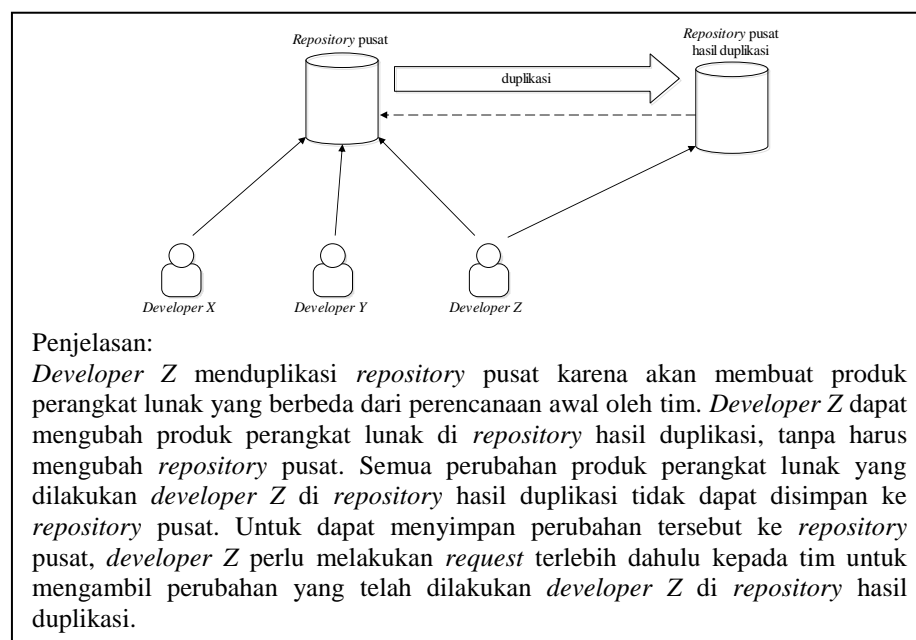 Repository pusat
Repository pusat
hasil duplikasi
duplikasi
Developer X
Developer Y
Developer Z
Penjelasan:
Developer Z menduplikasi repository pusat karena akan membuat produk
perangkat lunak yang berbeda dari perencanaan awal oleh tim. Developer Z dapat
mengubah produk perangkat lunak di repository hasil duplikasi, tanpa harus
mengubah repository pusat. Semua perubahan produk perangkat lunak yang
dilakukan developer Z di repository hasil duplikasi tidak dapat disimpan ke
repository pusat. Untuk dapat menyimpan perubahan tersebut ke repository
pusat, developer Z perlu melakukan request terlebih dahulu kepada tim untuk
mengambil perubahan yang telah dilakukan developer Z di repository hasil
duplikasi.